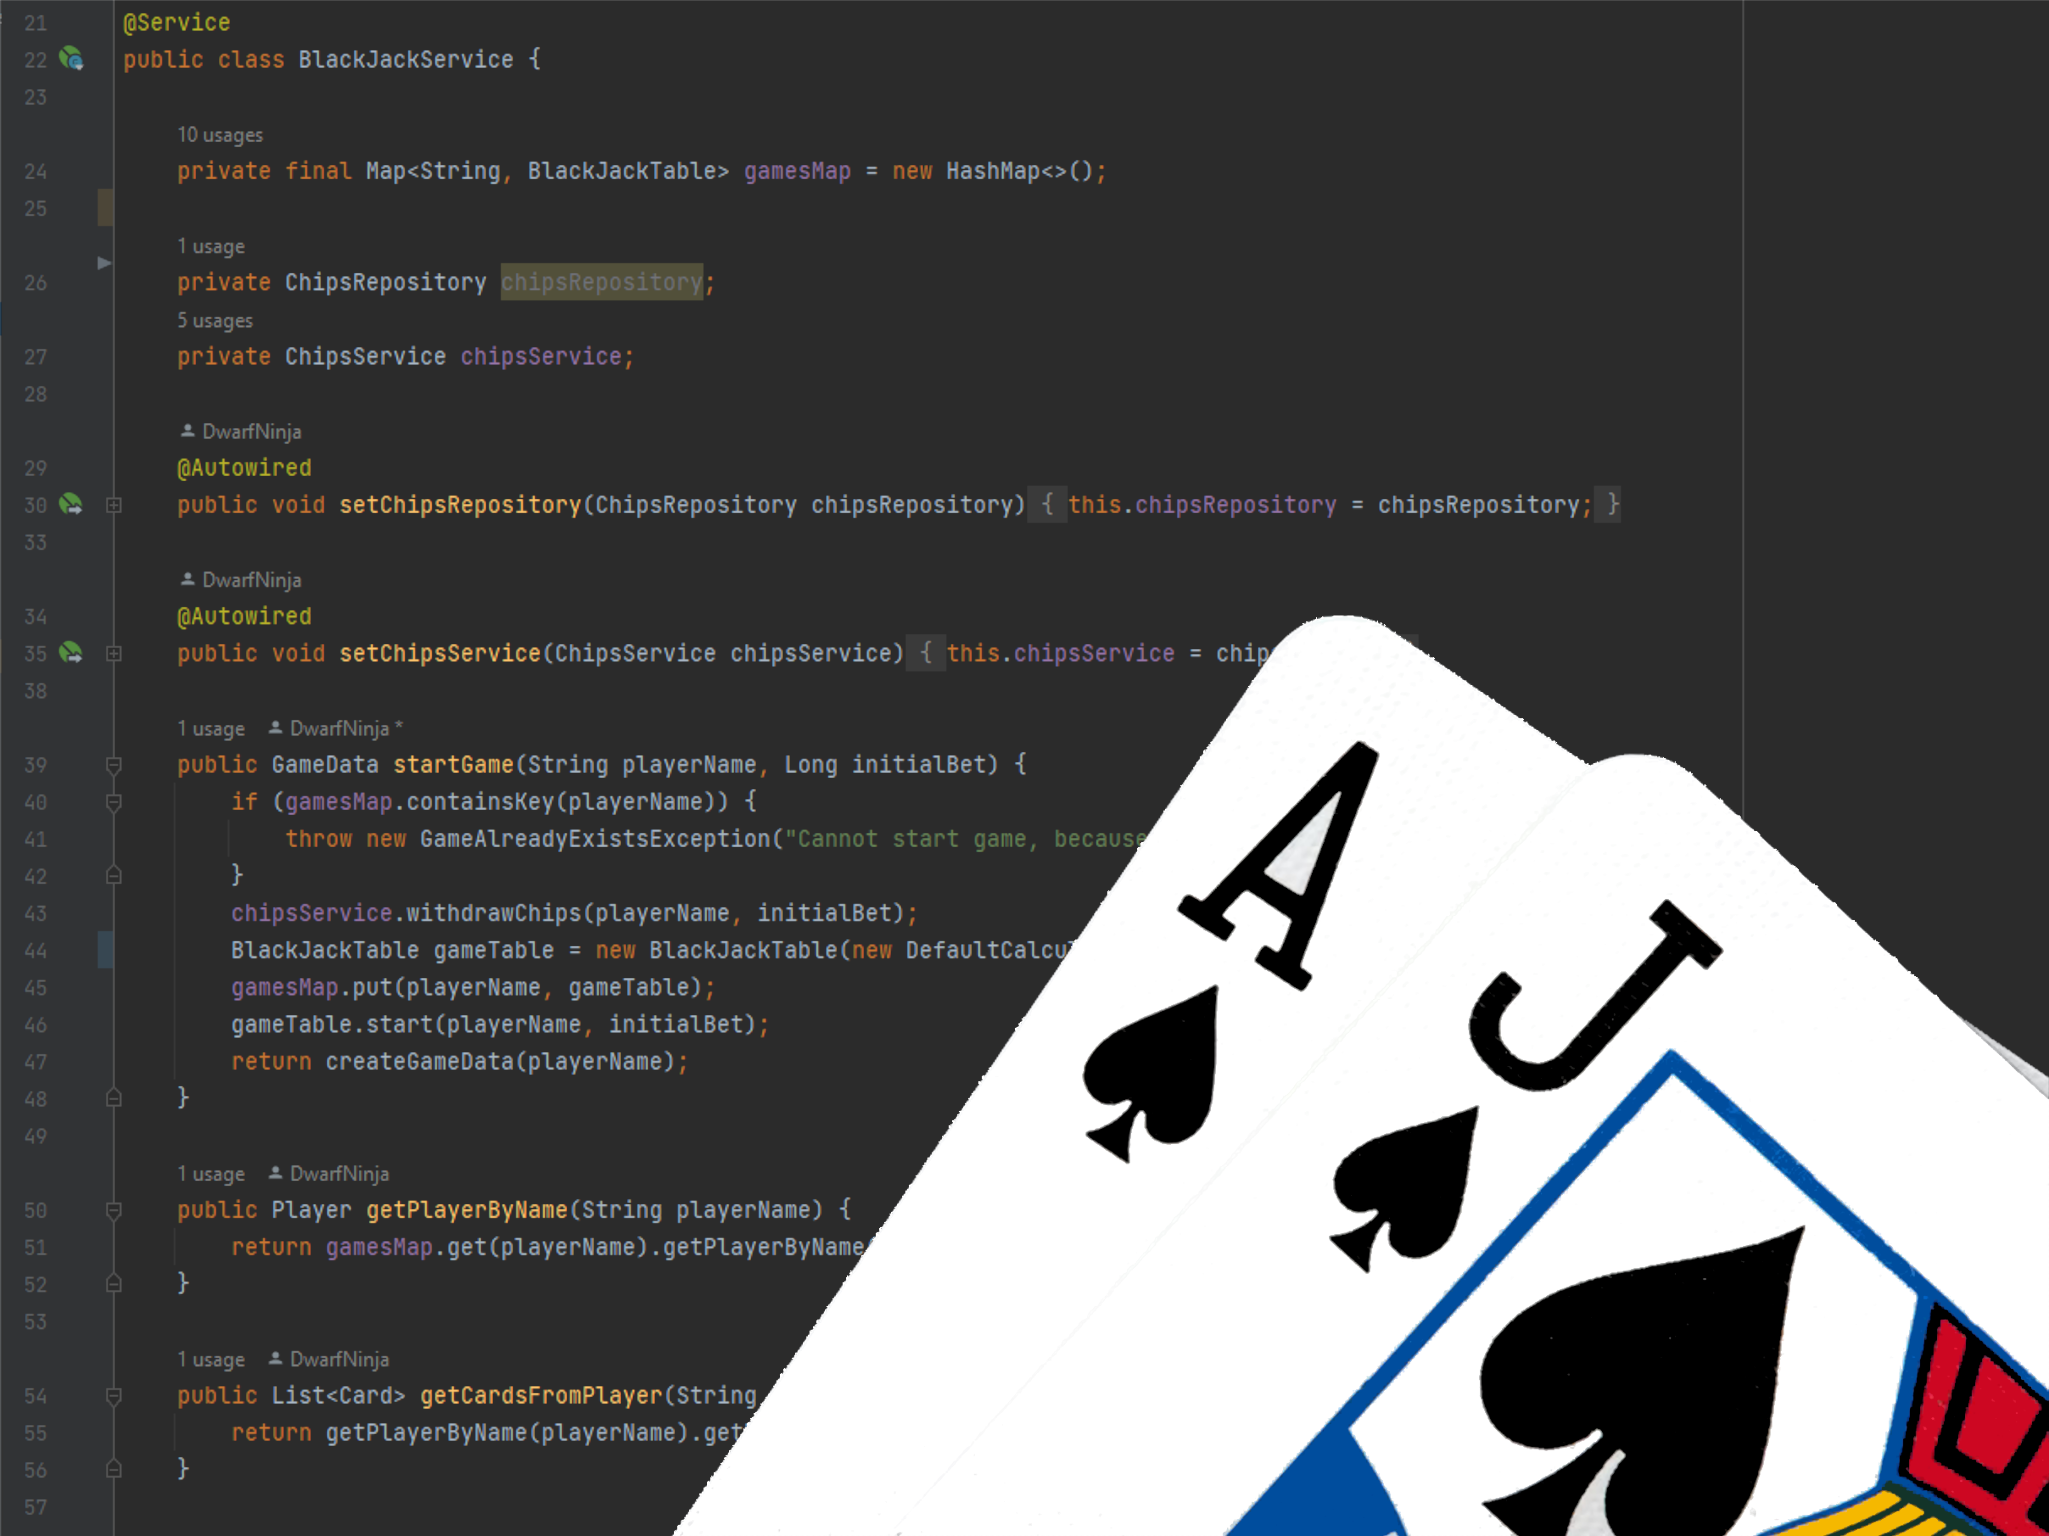 21 @Service
22 public class BlackJackService {
23
10 usages
24 private final Map<String, BlackJackTable> gamesMap = new HashMap<>();
25
1 usage
26 private ChipsRepository chipsRepository;
5 usages
27 private ChipsService chipsService;
28
DwarfNinja
29 @Autowired
30 public void setChipsRepository(ChipsRepository chipsRepository) { this.chipsRepository = chipsRepository; }
33
DwarfNinja
34 @Autowired
35 public void setChipsService(ChipsService chipsService) { this.chipsService = chip
38
1 usage DwarfNinja *
39 public GameData startGame(String playerName, Long initialBet) {
40 if (gamesMap.containsKey(playerName)) {
41 throw new GameAlreadyExistsException("Cannot start game, because
42 }
43 chipsService.withdrawChips(playerName, initialBet);
44 BlackJackTable gameTable = new BlackJackTable(new DefaultCalcul
45 gamesMap.put(playerName, gameTable);
46 gameTable.start(playerName, initialBet);
47 return createGameData(playerName);
48 }
49
1 usage DwarfNinja
50 public Player getPlayerByName(String playerName) {
51 return gamesMap.get(playerName).getPlayerByName(
52 }
53
1 usage DwarfNinja
54 public List<Card> getCardsFromPlayer(String
55 return getPlayerByName(playerName).get
56 }
57
A
J